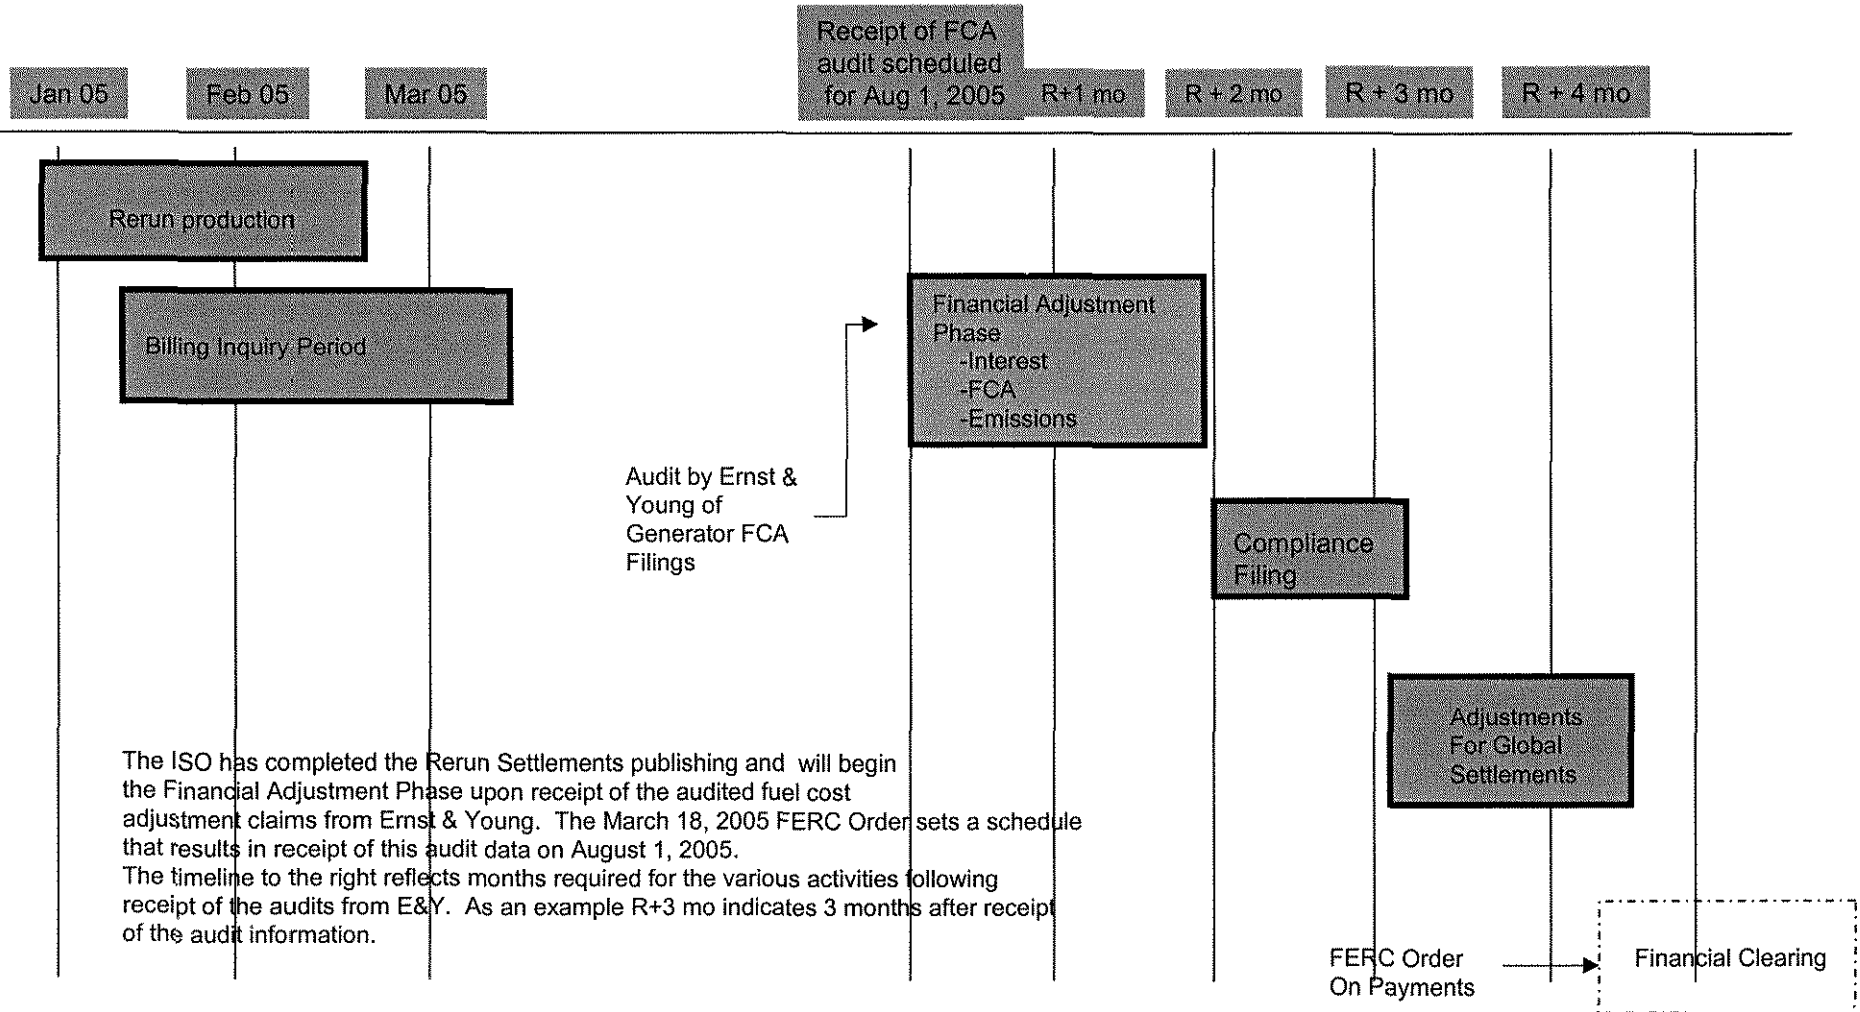 Receipt of FCA
audit scheduled
for Aug 1, 2005
Jan 05
Feb 05
Mar 05
R+1 mo
R + 2 mo
R + 3 mo
R + 4 mo
Rerun production
Billing Inquiry Period
Financial Adjustment
Phase
-Interest
-FCA
-Emissions
Audit by Ernst &
Young of
Generator FCA
Filings
Compliance
Filing
Adjustments
For Global
Settlements
The ISO has completed the Rerun Settlements publishing and will begin
the Financial Adjustment Phase upon receipt of the audited fuel cost
adjustment claims from Ernst & Young. The March 18, 2005 FERC Order sets a schedule
that results in receipt of this audit data on August 1, 2005.
The timeline to the right reflects months required for the various activities following
receipt of the audits from E&Y. As an example R+3 mo indicates 3 months after receipt
of the audit information.
FERC Order
On Payments
Financial Clearing